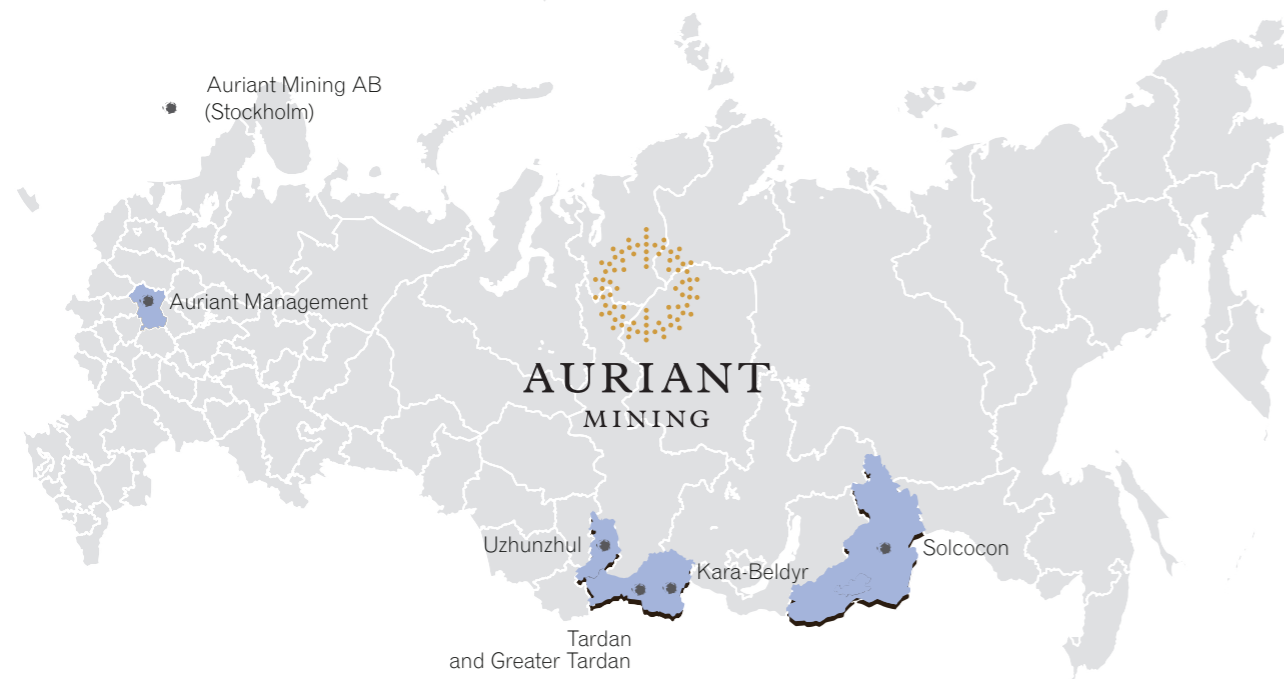 Auriant Mining AB
(Stockholm)
Auriant Management
AURIANT
MINING
Uzhunzhul
Solcocon
Kara-Beldyr
Tardan
and Greater Tardan